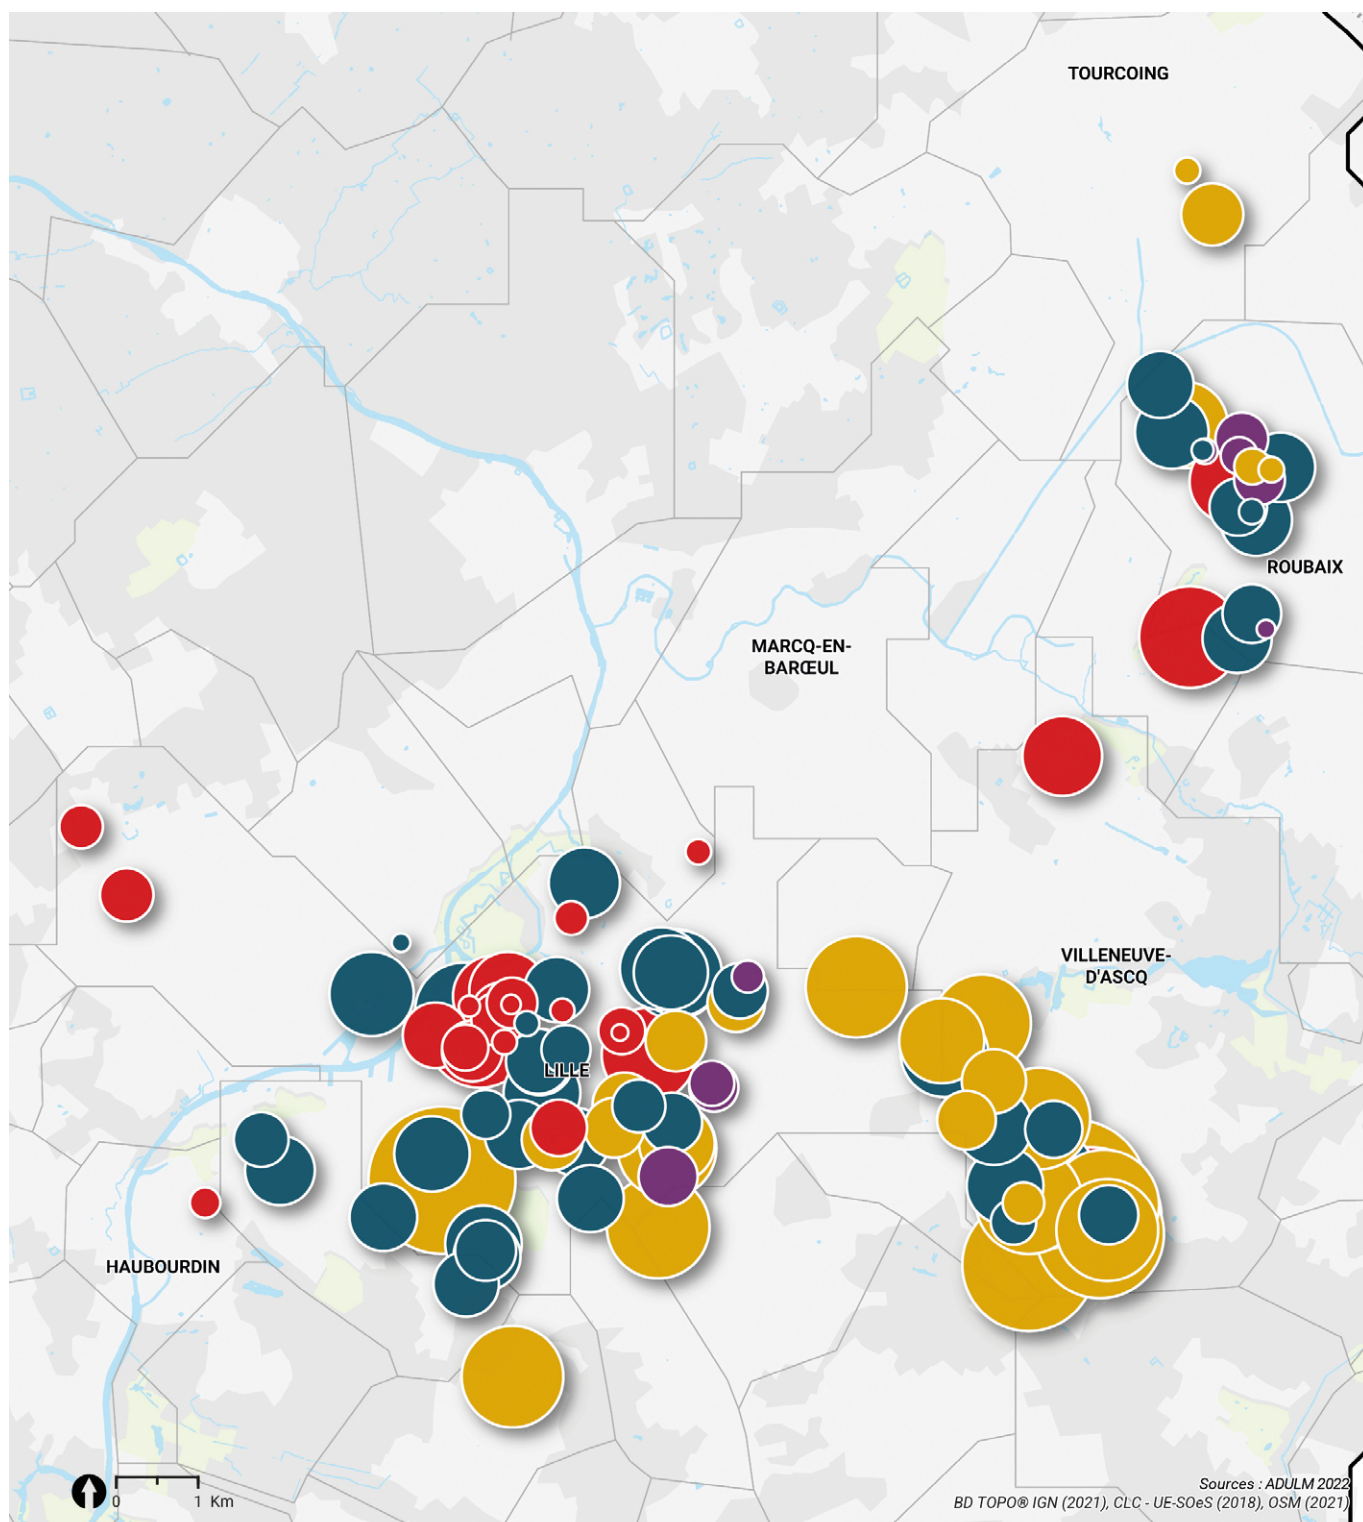 TOURCOING
ROUBAIX
MARCQ-EN-
BARŒUL
VILLENEUVE-
D'ASCQ
LILLE
HAUBOURDIN
0 1 Km
Sources : ADULM 2022
BD TOPO® IGN (2021), CLC - UE-SOeS (2018), OSM (2021)